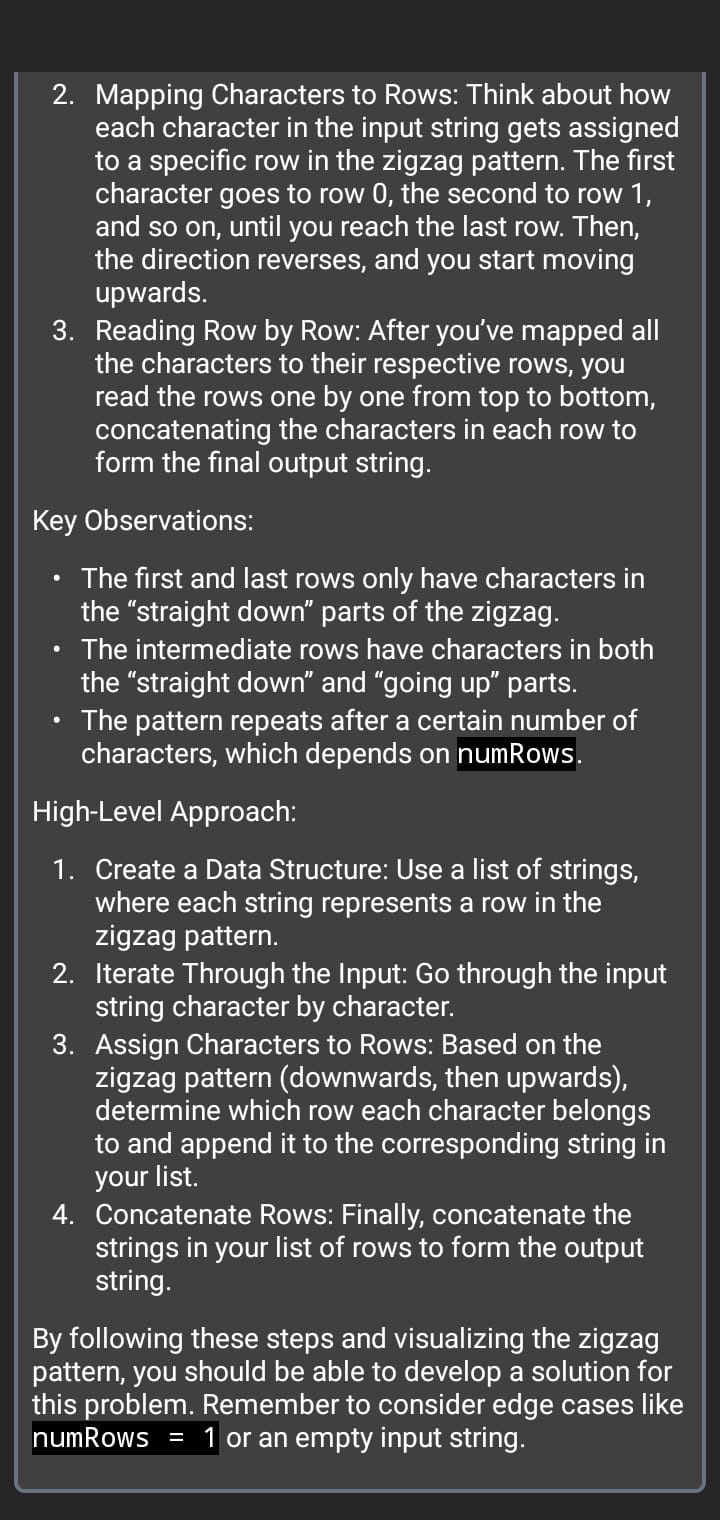 2. Mapping Characters to Rows: Think about how
each character in the input string gets assigned
to a specific row in the zigzag pattern. The first
character goes to row 0, the second to row 1,
and so on, until you reach the last row. Then,
the direction reverses, and you start moving
upwards.
3. Reading Row by Row: After you’ve mapped all
the characters to their respective rows, you
read the rows one by one from top to bottom,
concatenating the characters in each row to
form the final output string.
Key Observations:
• The first and last rows only have characters in
the “straight down” parts of the zigzag.
• The intermediate rows have characters in both
the “straight down” and “going up” parts.
• The pattern repeats after a certain number of
characters, which depends on numRows.
High-Level Approach:
1. Create a Data Structure: Use a list of strings,
where each string represents a row in the
zigzag pattern.
2. Iterate Through the Input: Go through the input
string character by character.
3. Assign Characters to Rows: Based on the
zigzag pattern (downwards, then upwards),
determine which row each character belongs
to and append it to the corresponding string in
your list.
4. Concatenate Rows: Finally, concatenate the
strings in your list of rows to form the output
string.
By following these steps and visualizing the zigzag
pattern, you should be able to develop a solution for
this problem. Remember to consider edge cases like
numRows = 1 or an empty input string.